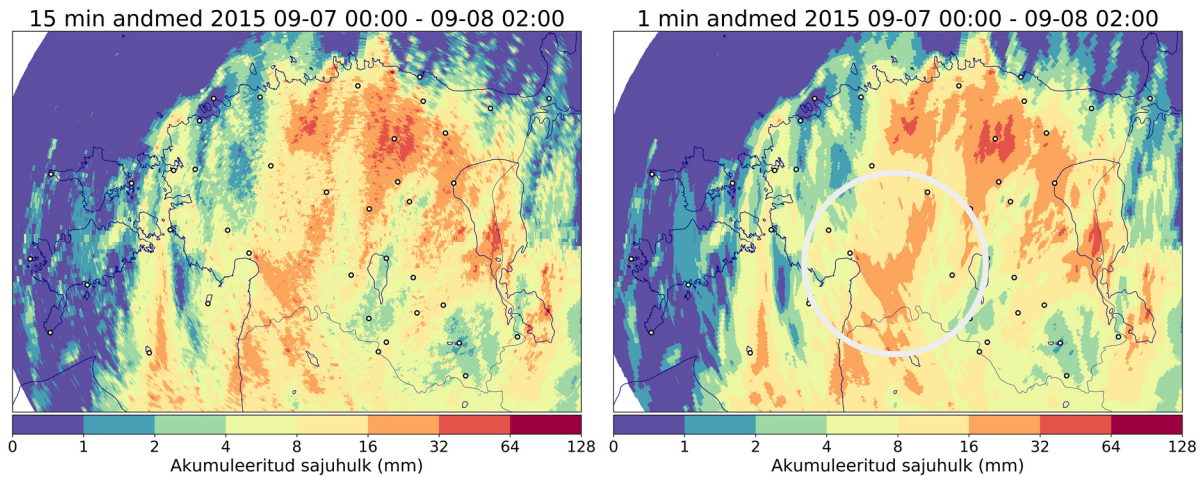 15 min andmed 2015 09-07 00:00 - 09-08 02:00
0 1 2 4 8 16 32 64 128
Akumuleeritud sajuhulk (mm)
1 min andmed 2015 09-07 00:00 - 09-08 02:00
0 1 2 4 8 16 32 64 128
Akumuleeritud sajuhulk (mm)